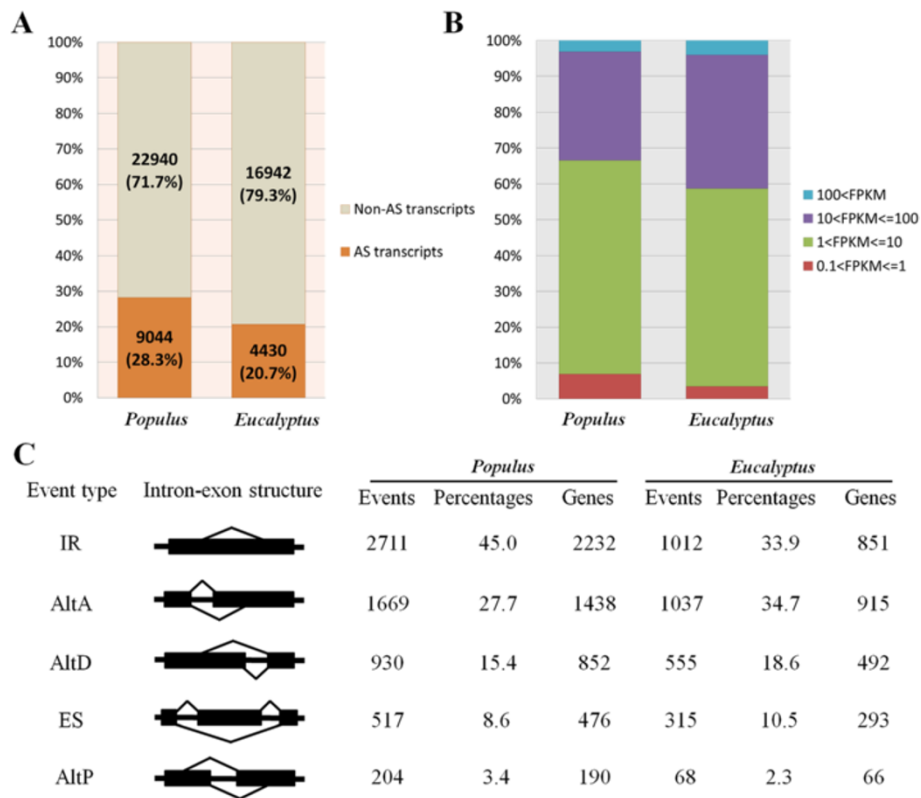 A
100%
90%
80%
70%
60%
50%
40%
30%
20%
10%
0%
22940
(71.7%)
9044
(28.3%)
16942
(79.3%)
4430
(20.7%)
Populus Eucalyptus
Non-AS transcripts
AS transcripts
B
100%
90%
80%
70%
60%
50%
40%
30%
20%
10%
0%
Populus Eucalyptus
100<FPKM
10<FPKM<=100
1<FPKM<=10
0.1<FPKM<=1
C
Populus Eucalyptus
Event type Intron-exon structure Events Percentages Genes Events Percentages Genes
IR 2711 45.0 2232 1012 33.9 851
AltA 1669 27.7 1438 1037 34.7 915
AltD 930 15.4 852 555 18.6 492
ES 517 8.6 476 315 10.5 293
AltP 204 3.4 190 68 2.3 66